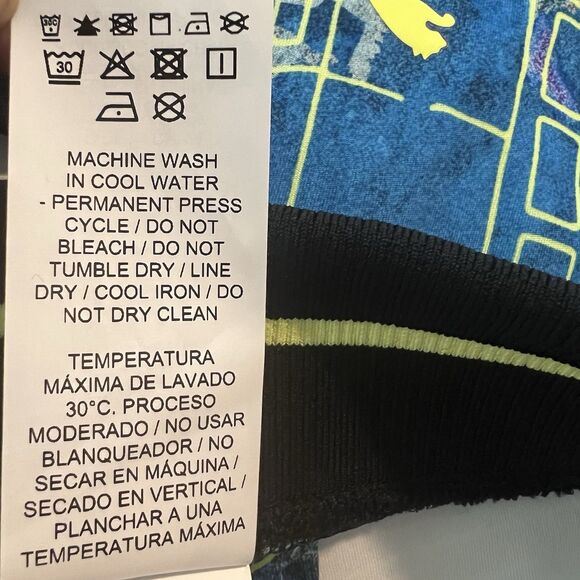 30°C
30
MACHINE WASH
IN COOL WATER
- PERMANENT PRESS
CYCLE / DO NOT
BLEACH / DO NOT
TUMBLE DRY / LINE
DRY / COOL IRON / DO
NOT DRY CLEAN
TEMPERATURA
MÁXIMA DE LAVADO
30°C. PROCESO
MODERADO / NO USAR
BLANQUEADOR / NO
SECAR EN MÁQUINA /
SECADO EN VERTICAL /
PLANCHAR A UNA
TEMPERATURA MÁXIMA